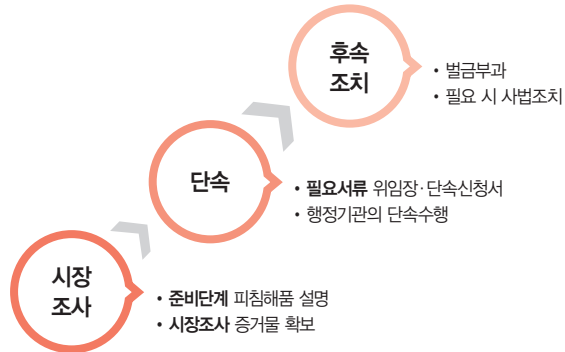 후속
조치
• 벌금부과
• 필요 시 사법조치
단속
• 필요서류 위임장·단속신청서
• 행정기관의 단속수행
시장
조사
• 준비단계 피침해품 설명
• 시장조사 증거물 확보